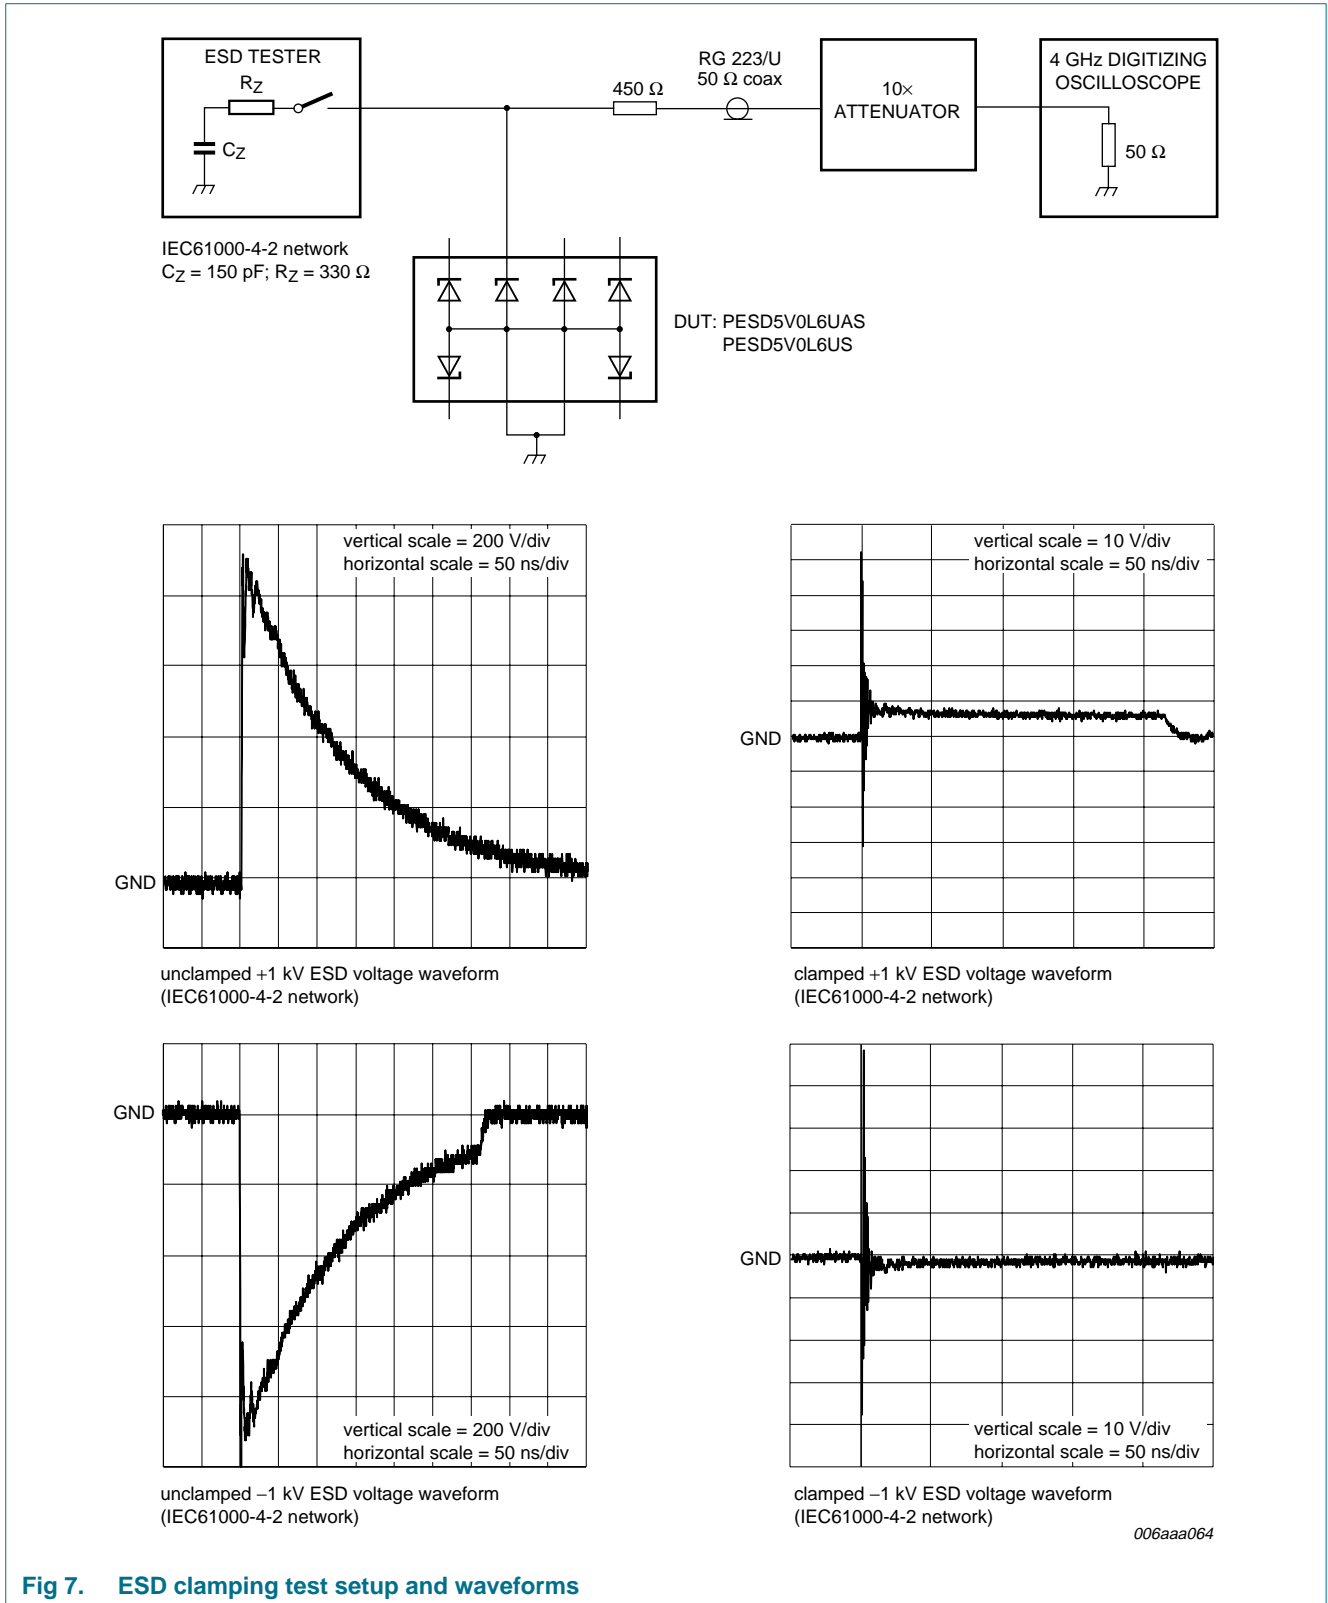 ESD TESTER
RZ
CZ
450 Ω
RG 223/U
50 Ω coax
10×
ATTENUATOR
4 GHz DIGITIZING
OSCILLOSCOPE
50 Ω
IEC61000-4-2 network
CZ = 150 pF; RZ = 330 Ω
DUT: PESD5V0L6UAS
PESD5V0L6US
vertical scale = 200 V/div
horizontal scale = 50 ns/div
GND
unclamped +1 kV ESD voltage waveform
(IEC61000-4-2 network)
vertical scale = 10 V/div
horizontal scale = 50 ns/div
GND
clamped +1 kV ESD voltage waveform
(IEC61000-4-2 network)
GND
vertical scale = 200 V/div
horizontal scale = 50 ns/div
unclamped −1 kV ESD voltage waveform
(IEC61000-4-2 network)
GND
vertical scale = 10 V/div
horizontal scale = 50 ns/div
clamped −1 kV ESD voltage waveform
(IEC61000-4-2 network)
006aaa064
Fig 7. ESD clamping test setup and waveforms